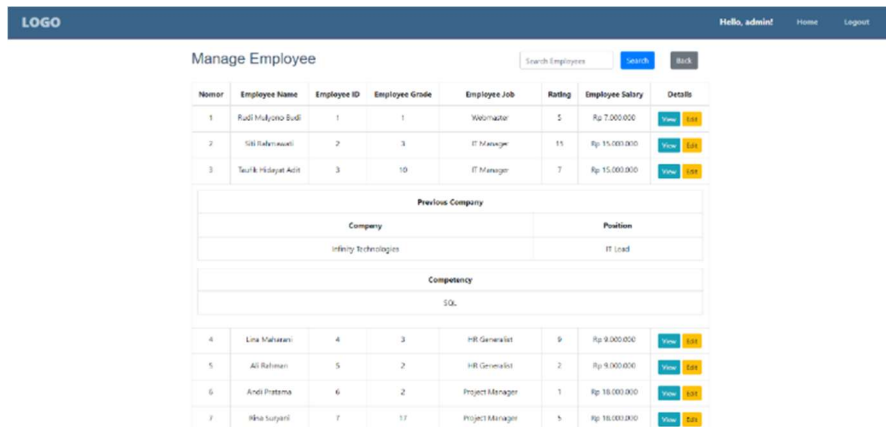 LOGO
Hello, admin! Home Logout
Manage Employee Search Employees Search Back
Nomor Employee Name Employee ID Employee Grade Employee Job Rating Employee Salary Details
1 Rudi Mulyono Budi 1 1 Webmaster 5 Rp 7.000.000 View Edit
2 Siti Rahmawati 2 3 IT Manager 15 Rp 15.000.000 View Edit
3 Taufik Hidayat Adit 3 10 IT Manager 7 Rp 15.000.000 View Edit
Previous Company
Company Position
Infinity Technologies IT Lead
Competency
SQL
4 Lina Maharani 4 3 HR Generalist 9 Rp 9.000.000 View Edit
5 Ali Rahman 5 2 HR Generalist 2 Rp 9.000.000 View Edit
6 Andi Pratama 6 2 Project Manager 1 Rp 18.000.000 View Edit
7 Rina Suryani 7 17 Project Manager 5 Rp 18.000.000 View Edit